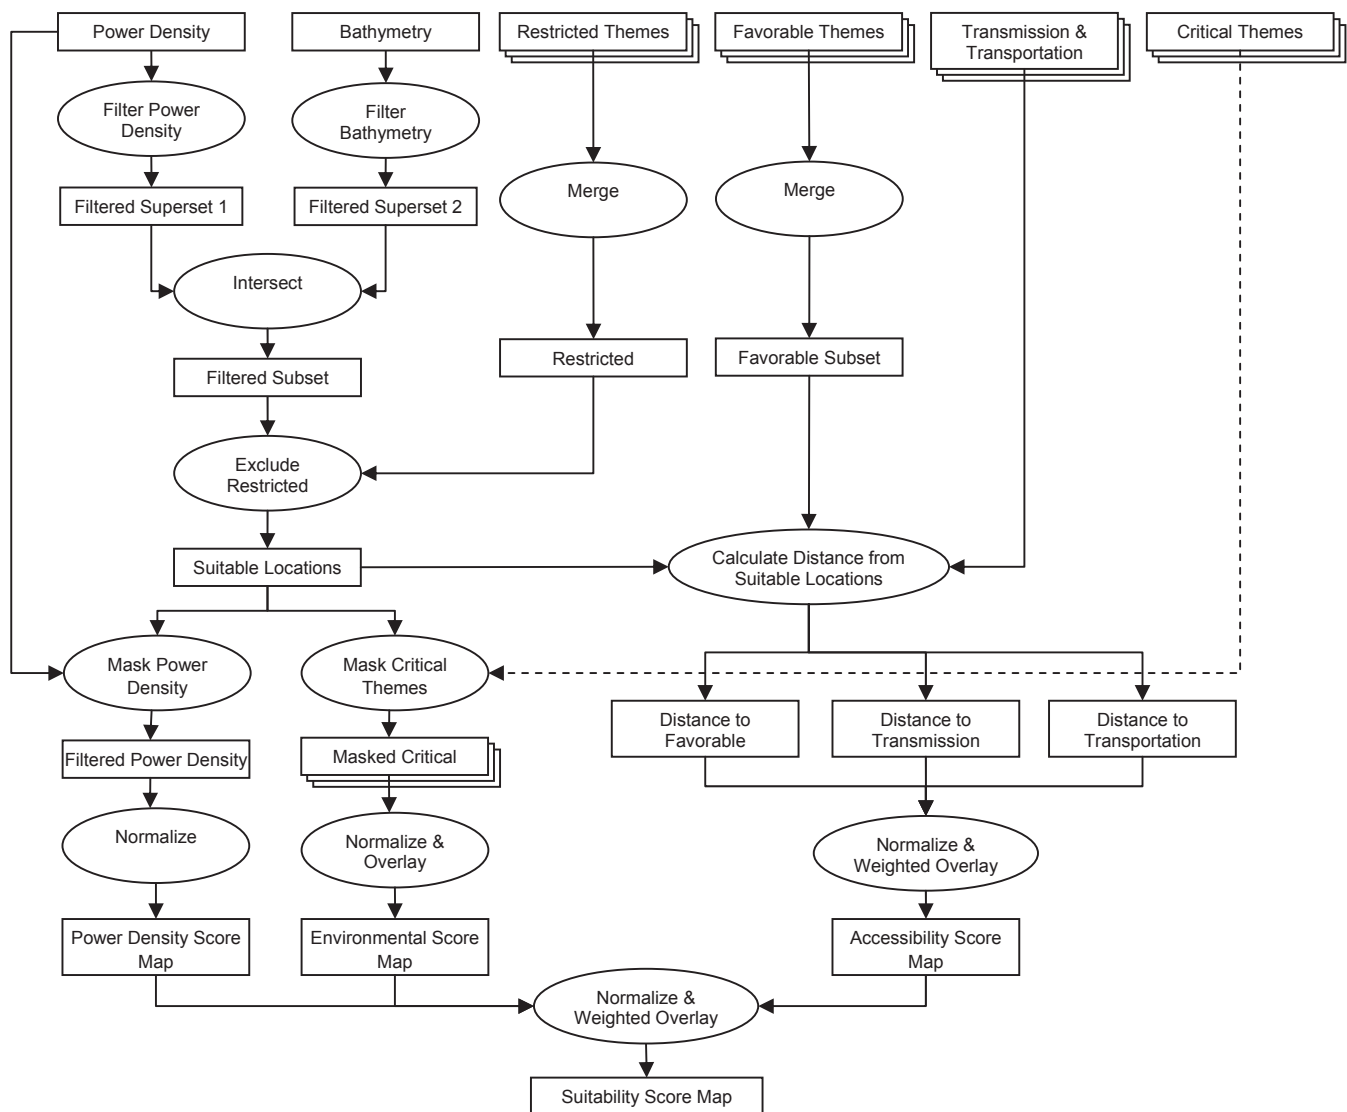 Power Density
Bathymetry
Restricted Themes
Favorable Themes
Transmission &
Transportation
Critical Themes
Filter Power
Density
Filter
Bathymetry
Merge
Merge
Filtered Superset 1
Filtered Superset 2
Intersect
Restricted
Favorable Subset
Filtered Subset
Exclude
Restricted
Suitable Locations
Calculate Distance from
Suitable Locations
Mask Power
Density
Mask Critical
Themes
Distance to
Favorable
Distance to
Transmission
Distance to
Transportation
Filtered Power Density
Masked Critical
Normalize
Normalize &
Overlay
Normalize &
Weighted Overlay
Power Density Score
Map
Environmental Score
Map
Accessibility Score
Map
Normalize &
Weighted Overlay
Suitability Score Map